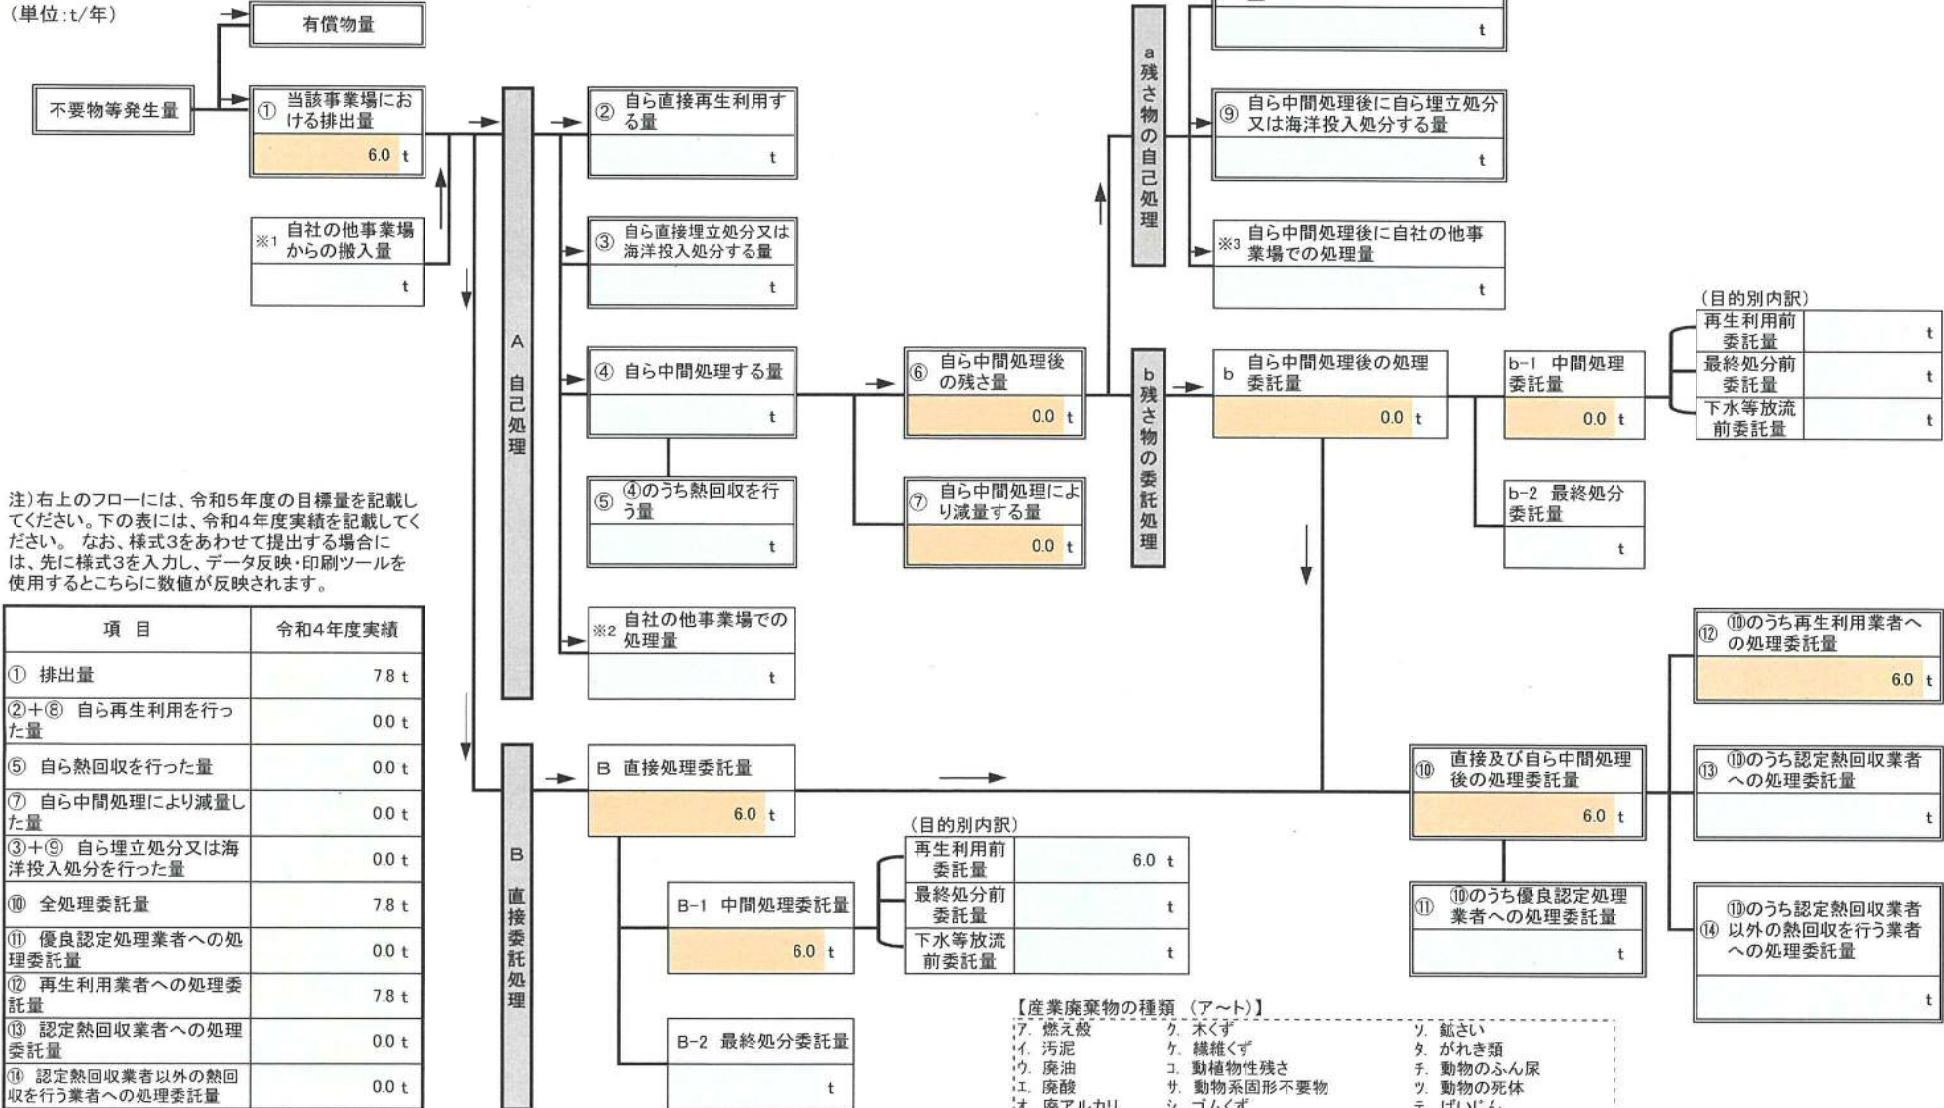 (単位:t/年)
有償物量
不要物等発生量
① 当該事業場にお
ける排出量
6.0 t
※1 自社の他事業場
からの搬入量
t
A 自己処理
② 自ら直接再生利用す
る量
t
③ 自ら直接埋立処分又は
海洋投入処分する量
t
④ 自ら中間処理する量
t
⑤ ④のうち熱回収を行
う量
t
※2 自社の他事業場での
処理量
t
⑥ 自ら中間処理後
の残さ量
0.0 t
⑦ 自ら中間処理によ
り減量する量
0.0 t
a 残さ物の自己処理
t
⑨ 自ら中間処理後に自ら埋立処分
又は海洋投入処分する量
t
※3 自ら中間処理後に自社の他事
業場での処理量
t
b 残さ物の委託処理
b 自ら中間処理後の処理
委託量
0.0 t
b-1 中間処理
委託量
0.0 t
(目的別内訳)
再生利用前
委託量 t
最終処分前
委託量 t
下水等放流
前委託量 t
b-2 最終処分
委託量
t
注)右上のフローには、令和5年度の目標量を記載し
てください。下の表には、令和4年度実績を記載してく
ださい。 なお、様式3をあわせて提出する場合に
は、先に様式3を入力し、データ反映・印刷ツールを
使用するとこちらに数値が反映されます。
項 目 令和4年度実績
① 排出量 7.8 t
②+⑧ 自ら再生利用を行っ
た量 0.0 t
⑤ 自ら熱回収を行った量 0.0 t
⑦ 自ら中間処理により減量し
た量 0.0 t
③+⑨ 自ら埋立処分又は海
洋投入処分を行った量 0.0 t
⑩ 全処理委託量 7.8 t
⑪ 優良認定処理業者への処
理委託量 0.0 t
⑫ 再生利用業者への処理委
託量 7.8 t
⑬ 認定熱回収業者への処理
委託量 0.0 t
⑭ 認定熱回収業者以外の熱回
収を行う業者への処理委託量 0.0 t
B 直接委託処理
B 直接処理委託量
6.0 t
B-1 中間処理委託量
6.0 t
(目的別内訳)
再生利用前
委託量 6.0 t
最終処分前
委託量 t
下水等放流
前委託量 t
B-2 最終処分委託量
t
⑩ 直接及び自ら中間処理
後の処理委託量
6.0 t
⑪ ⑩のうち優良認定処理
業者への処理委託量
t
⑫ ⑩のうち再生利用業者へ
の処理委託量
6.0 t
⑬ ⑩のうち認定熱回収業者
への処理委託量
t
⑭ ⑩のうち認定熱回収業者
以外の熱回収を行う業者
への処理委託量
t
【産業廃棄物の種類 (ア~ト)】
ア. 燃え殻 ク. 木くず ソ. 鉱さい
イ. 汚泥 ケ. 繊維くず タ. がれき類
ウ. 廃油 コ. 動植物性残さ チ. 動物のふん尿
エ. 廃酸 サ. 動物系固形不要物 ツ. 動物の死体
オ. 廃アルカリ シ. ゴムくず テ. ばいじん